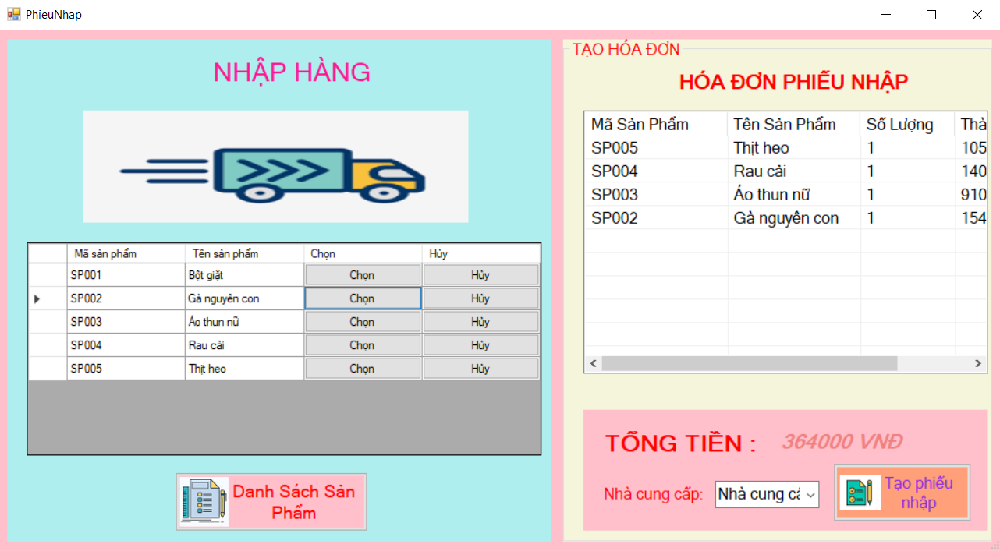 PhieuNhap
NHẬP HÀNG
Mã sản phẩm Tên sản phẩm Chọn Hủy
SP001 Bột giặt Chọn Hủy
SP002 Gà nguyên con Chọn Hủy
SP003 Áo thun nữ Chọn Hủy
SP004 Rau cải Chọn Hủy
SP005 Thịt heo Chọn Hủy
Danh Sách Sản
Phẩm
TẠO HÓA ĐƠN
HÓA ĐƠN PHIẾU NHẬP
Mã Sản Phẩm Tên Sản Phẩm Số Lượng Thà
SP005 Thịt heo 1 105
SP004 Rau cải 1 140
SP003 Áo thun nữ 1 910
SP002 Gà nguyên con 1 154
TỔNG TIỀN : 364000 VNĐ
Nhà cung cấp: Nhà cung cấ
Tạo phiếu
nhập